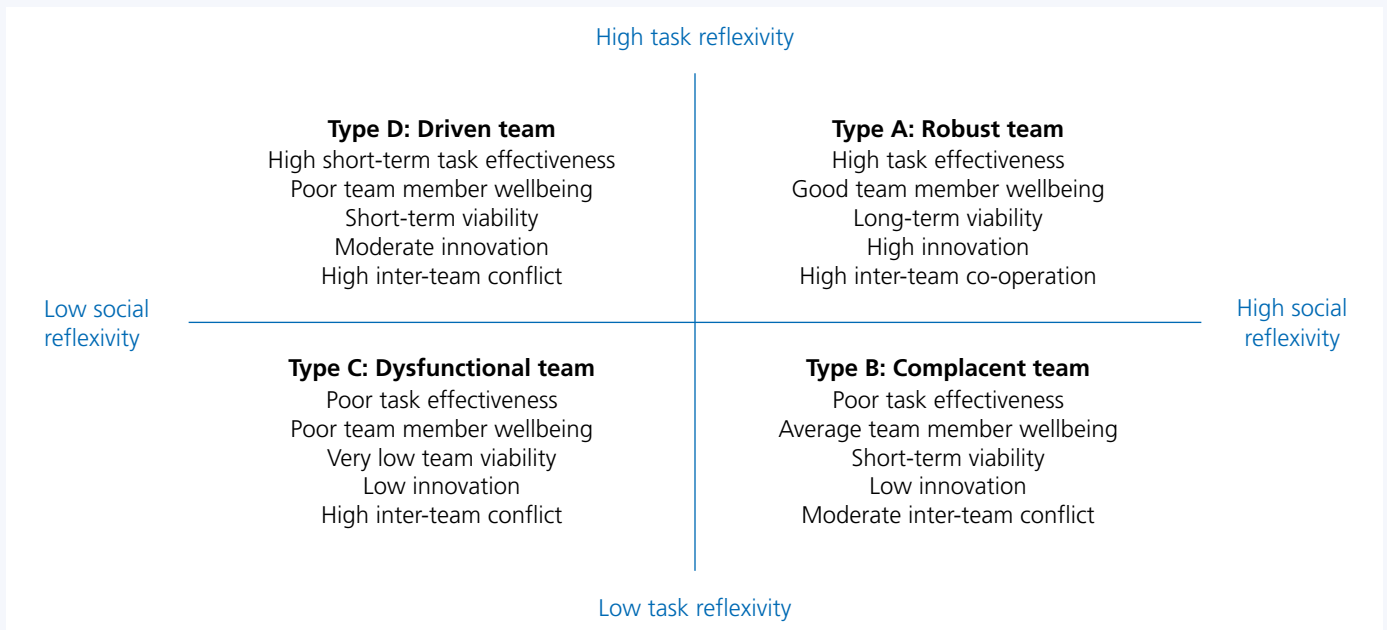 High task reflexivity
Type D: Driven team
High short-term task effectiveness
Poor team member wellbeing
Short-term viability
Moderate innovation
High inter-team conflict
Type A: Robust team
High task effectiveness
Good team member wellbeing
Long-term viability
High innovation
High inter-team co-operation
Low social
reflexivity
High social
reflexivity
Type C: Dysfunctional team
Poor task effectiveness
Poor team member wellbeing
Very low team viability
Low innovation
High inter-team conflict
Type B: Complacent team
Poor task effectiveness
Average team member wellbeing
Short-term viability
Low innovation
Moderate inter-team conflict
Low task reflexivity